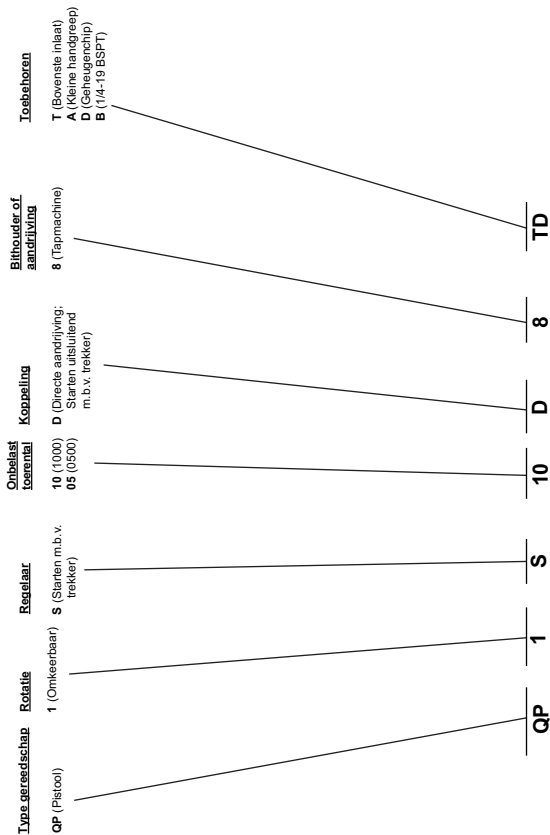 Type gereedschap
QP (Pistool)
Rotatie
1 (Omkeerbaar)
Regelaar
S (Starten m.b.v.
trekker)
Onbelast
toerental
10 (1000)
05 (0500)
Koppeling
D (Directe aandrijving;
Starten uitsluitend
m.b.v. trekker)
Bithouder of
aandrijving
8 (Tapmachine)
Toebehoren
T (Bovenste inlaat)
A (Kleine handgreep)
D (Geheugenchip)
B (1/4-19 BSPT)
QP 1 S 10 D 8 TD